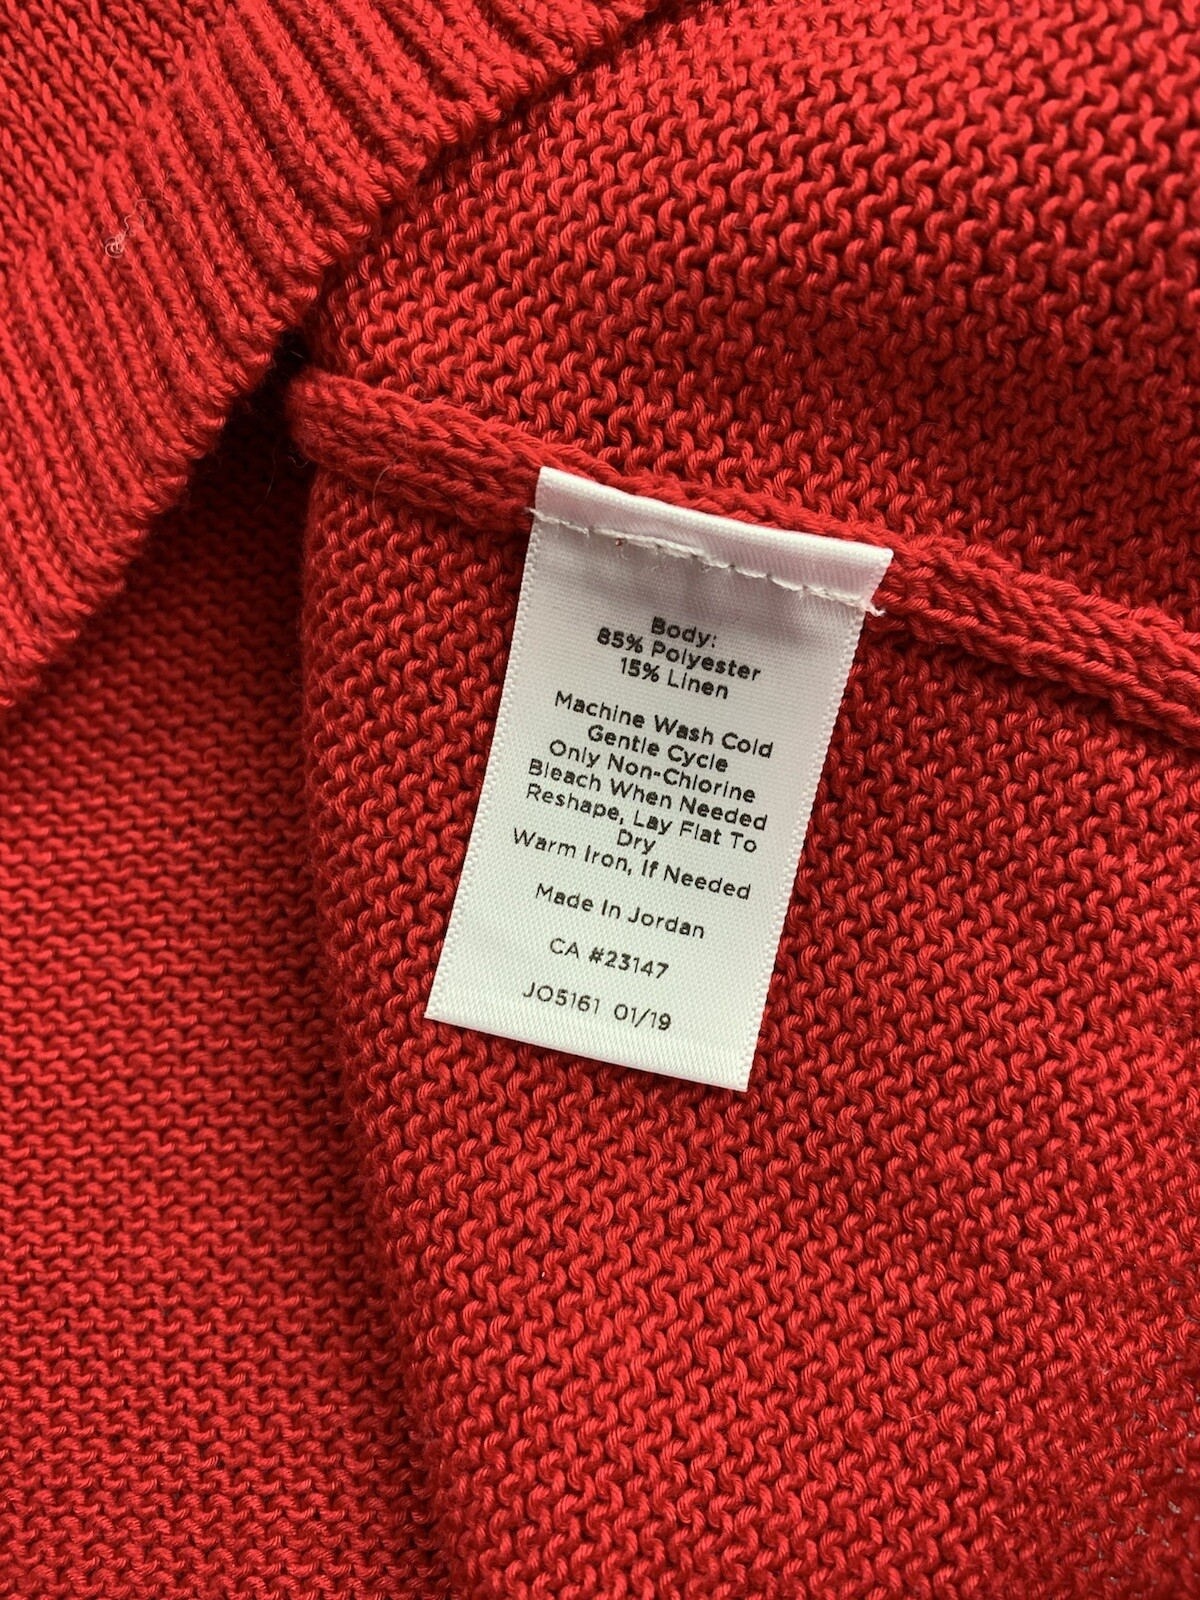 Body:
85% Polyester
15% Linen
Machine Wash Cold
Gentle Cycle
Only Non-Chlorine
Bleach When Needed
Reshape, Lay Flat To
Dry
Warm Iron, If Needed
Made In Jordan
CA #23147
JO5161 01/19